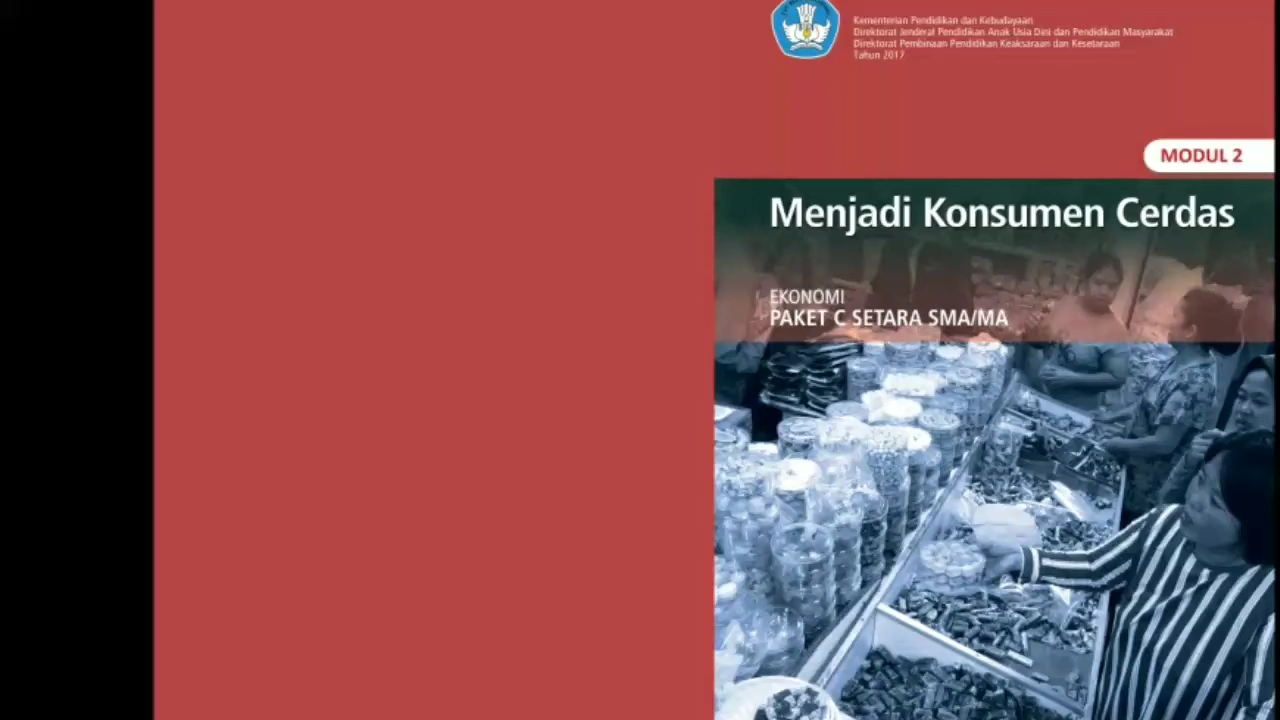 Kementerian Pendidikan dan Kebudayaan
Direktorat Jenderal Pendidikan Anak Usia Dini dan Pendidikan Masyarakat
Direktorat Pembinaan Pendidikan Keaksaraan dan Kesetaraan
Tahun 2017
MODUL 2
Menjadi Konsumen Cerdas
EKONOMI
PAKET C SETARA SMA/MA